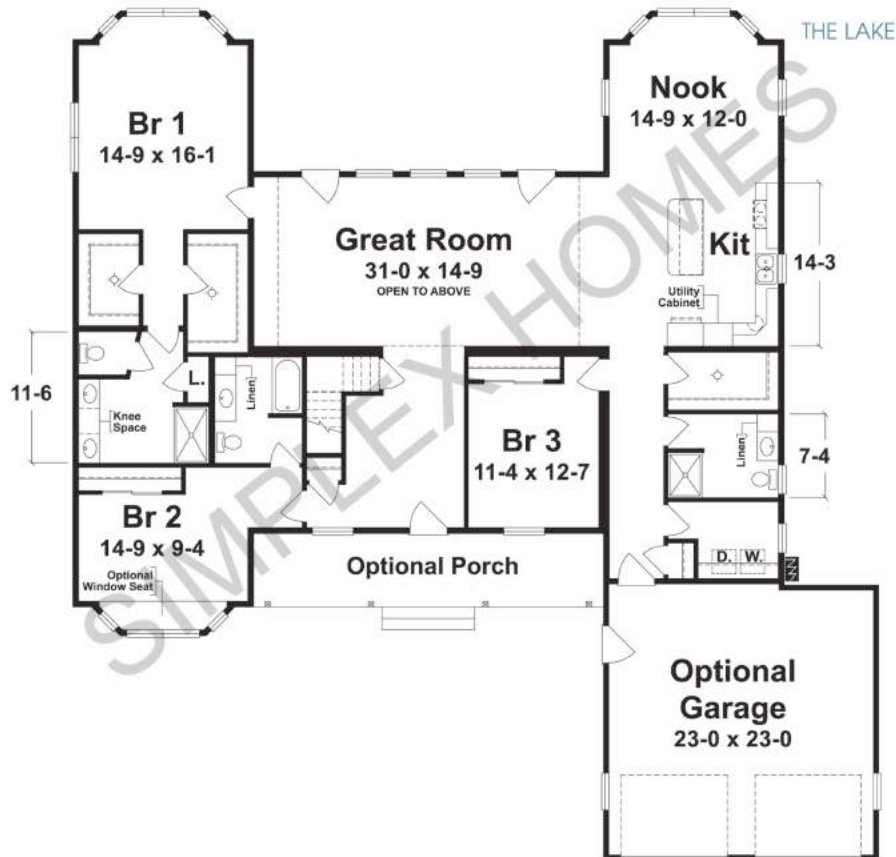 THE LAKE
Br 1
14-9 x 16-1
Nook
14-9 x 12-0
Great Room
31-0 x 14-9
OPEN TO ABOVE
Kit
14-3
Utility
Cabinet
11-6
L.
Knee
Space
Linen
Br 3
11-4 x 12-7
Linen
7-4
Br 2
14-9 x 9-4
Optional
Window Seat
Optional Porch
D. W.
Optional
Garage
23-0 x 23-0
SIMPLEX HOMES